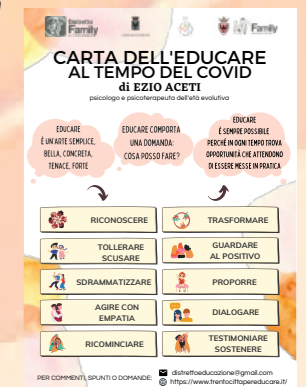 Family
Family
CARTA DELL'EDUCARE
AL TEMPO DEL COVID
di EZIO ACETI
psicologo e psicoterapeuta dell'età evolutiva
EDUCARE
È UN'ARTE SEMPLICE,
BELLA, CONCRETA,
TENACE, FORTE
EDUCARE COMPORTA
UNA DOMANDA:
COSA POSSO FARE?
EDUCARE
È SEMPRE POSSIBILE
PERCHÈ IN OGNI TEMPO TROVA
OPPORTUNITÀ CHE ATTENDONO
DI ESSERE MESSE IN PRATICA
RICONOSCERE
TRASFORMARE
TOLLERARE
SCUSARE
GUARDARE
AL POSITIVO
SDRAMMATIZZARE
PROPORRE
AGIRE CON
EMPATIA
DIALOGARE
RICOMINCIARE
TESTIMONIARE
SOSTENERE
PER COMMENTI, SPUNTI O DOMANDE:
distrettoeducazione@gmail.com
https://www.trentocittapereducare.it/